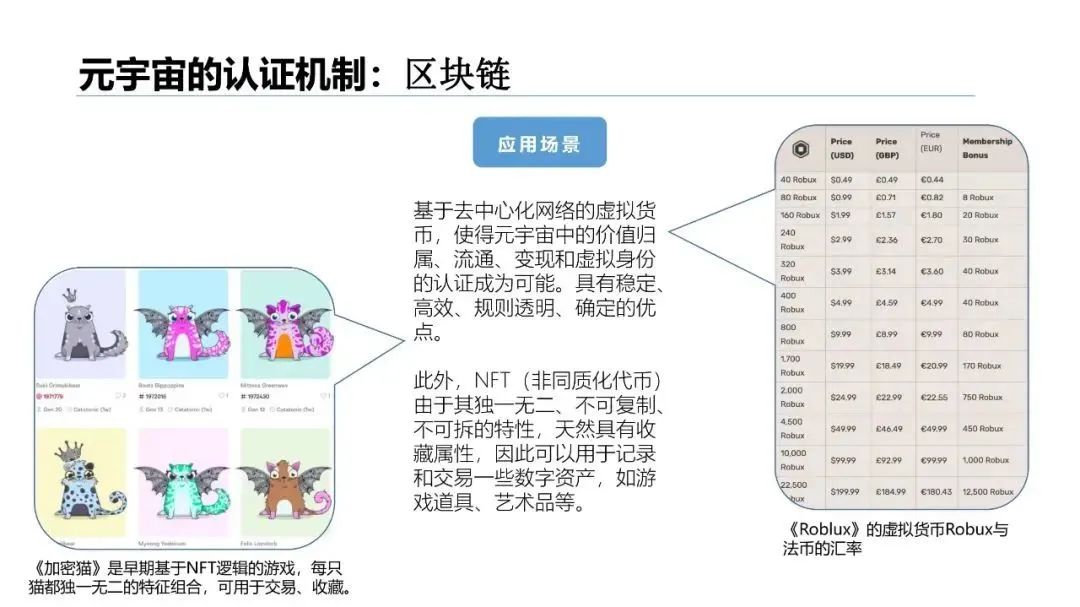 元宇宙的认证机制：区块链
应用场景
基于去中心化网络的虚拟货
币，使得元宇宙中的价值归
属、流通、变现和虚拟身份
的认证成为可能。具有稳定、
高效、规则透明、确定的优
点。
此外，NFT（非同质化代币）
由于其独一无二、不可复制、
不可拆的特性，天然具有收
藏属性，因此可以用于记录
和交易一些数字资产，如游
戏道具、艺术品等。
1971779 2
# 1972016 1
# 1972430 1
Gen 20 Catatonic (1w)
Gen 13 Catatonic (1w)
Gen 12 Catatonic (1w)
《加密猫》是早期基于NFT逻辑的游戏，每只
猫都独一无二的特征组合，可用于交易、收藏。
Price (USD) Price (GBP) Price (EUR) Membership Bonus
40 Robux $0.49 £0.49 €0.44
80 Robux $0.99 £0.71 €0.82 8 Robux
160 Robux $1.99 £1.57 €1.80 20 Robux
240 Robux $2.99 £2.36 €2.70 30 Robux
320 Robux $3.99 £3.14 €3.60 40 Robux
400 Robux $4.99 £4.59 €4.99 40 Robux
800 Robux $9.99 £8.99 €9.99 80 Robux
1,700 Robux $19.99 £18.49 €20.99 170 Robux
2,000 Robux $24.99 £22.99 €22.55 750 Robux
4,500 Robux $49.99 £46.49 €49.99 450 Robux
10,000 Robux $99.99 £92.99 €99.99 1,000 Robux
22,500 Robux $199.99 £184.99 €180.43 12,500 Robux
《Roblux》的虚拟货币Robux与
法币的汇率